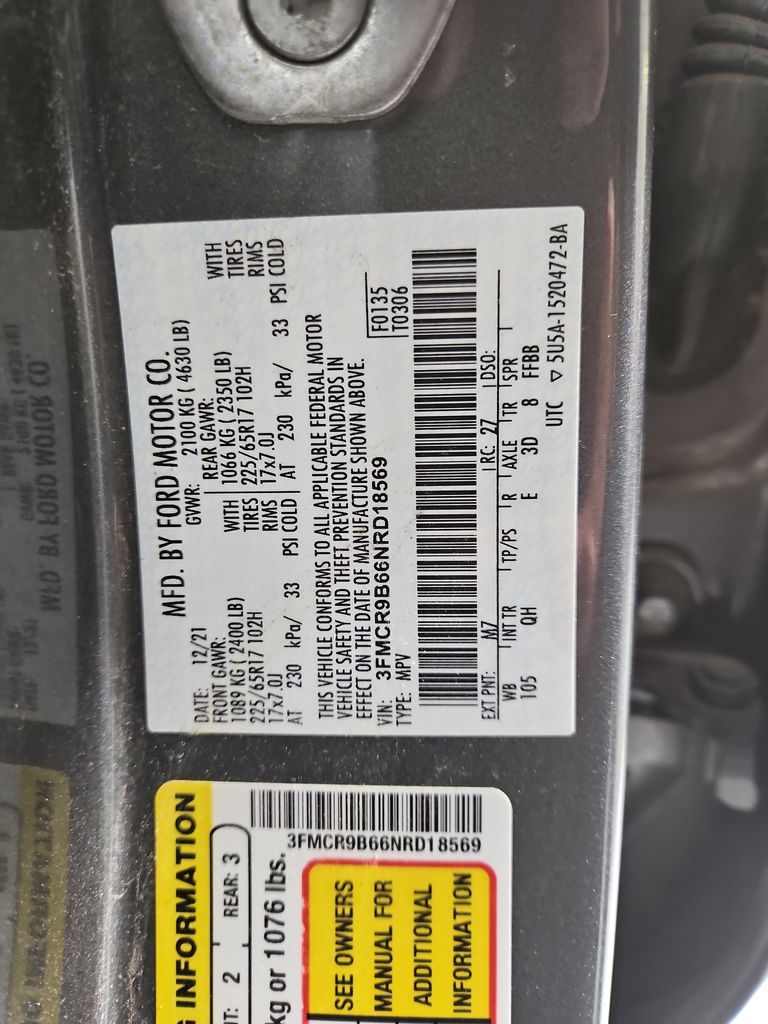 MFD. BY FORD MOTOR CO.
DATE: 12/21 GVWR: 2100 KG ( 4630 LB)
FRONT GAWR: REAR GAWR:
1089 KG ( 2400 LB) WITH 1066 KG ( 2350 LB) WITH
225/65R17 102H TIRES 225/65R17 102H TIRES
17x7.0J RIMS 17x7.0J RIMS
AT 230 kPa/ 33 PSI COLD AT 230 kPa/ 33 PSI COLD
THIS VEHICLE CONFORMS TO ALL APPLICABLE FEDERAL MOTOR
VEHICLE SAFETY AND THEFT PREVENTION STANDARDS IN
EFFECT ON THE DATE OF MANUFACTURE SHOWN ABOVE.
VIN: 3FMCR9B66NRD18569 F0135
TYPE: MPV T0306
EXT PNT: M7 RC: 27 DSO:
WB INT TR TP/PS R AXLE TR SPR
105 QH E 3D 8 FFBB
UTC ▽ 5U5A-1520472-BA
G INFORMATION
NT: 2 REAR: 3
kg or 1076 lbs.
3FMCR9B66NRD18569
SEE OWNERS
MANUAL FOR
ADDITIONAL
INFORMATION